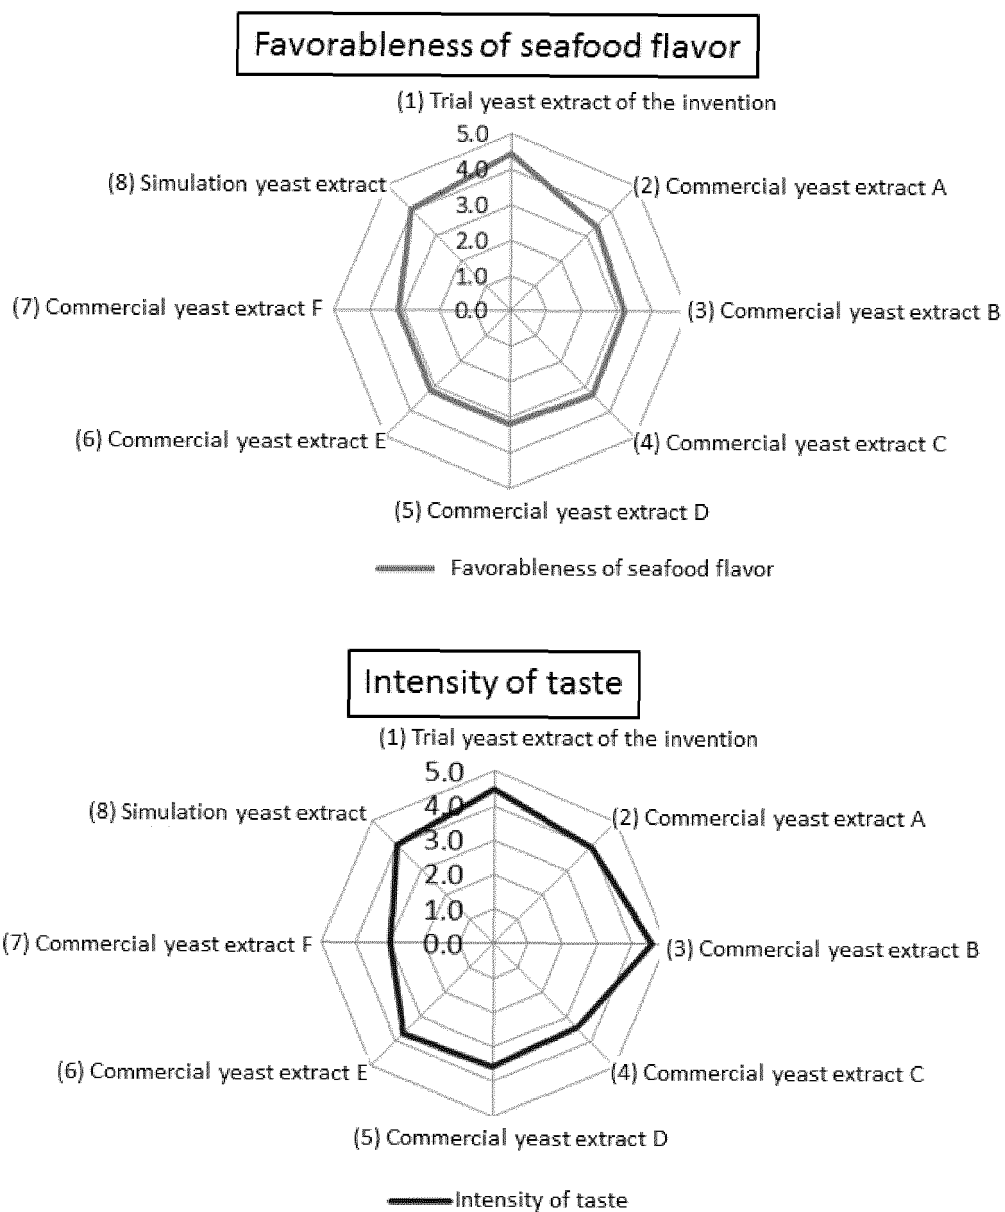 Favorableness of seafood flavor
(1) Trial yeast extract of the invention
5.0
(8) Simulation yeast extract
4.0
(2) Commercial yeast extract A
3.0
2.0
1.0
(7) Commercial yeast extract F
0.0
(3) Commercial yeast extract B
(6) Commercial yeast extract E
(4) Commercial yeast extract C
(5) Commercial yeast extract D
Favorableness of seafood flavor
Intensity of taste
(1) Trial yeast extract of the invention
5.0
(8) Simulation yeast extract
4.0
(2) Commercial yeast extract A
3.0
2.0
1.0
(7) Commercial yeast extract F
0.0
(3) Commercial yeast extract B
(6) Commercial yeast extract E
(4) Commercial yeast extract C
(5) Commercial yeast extract D
Intensity of taste